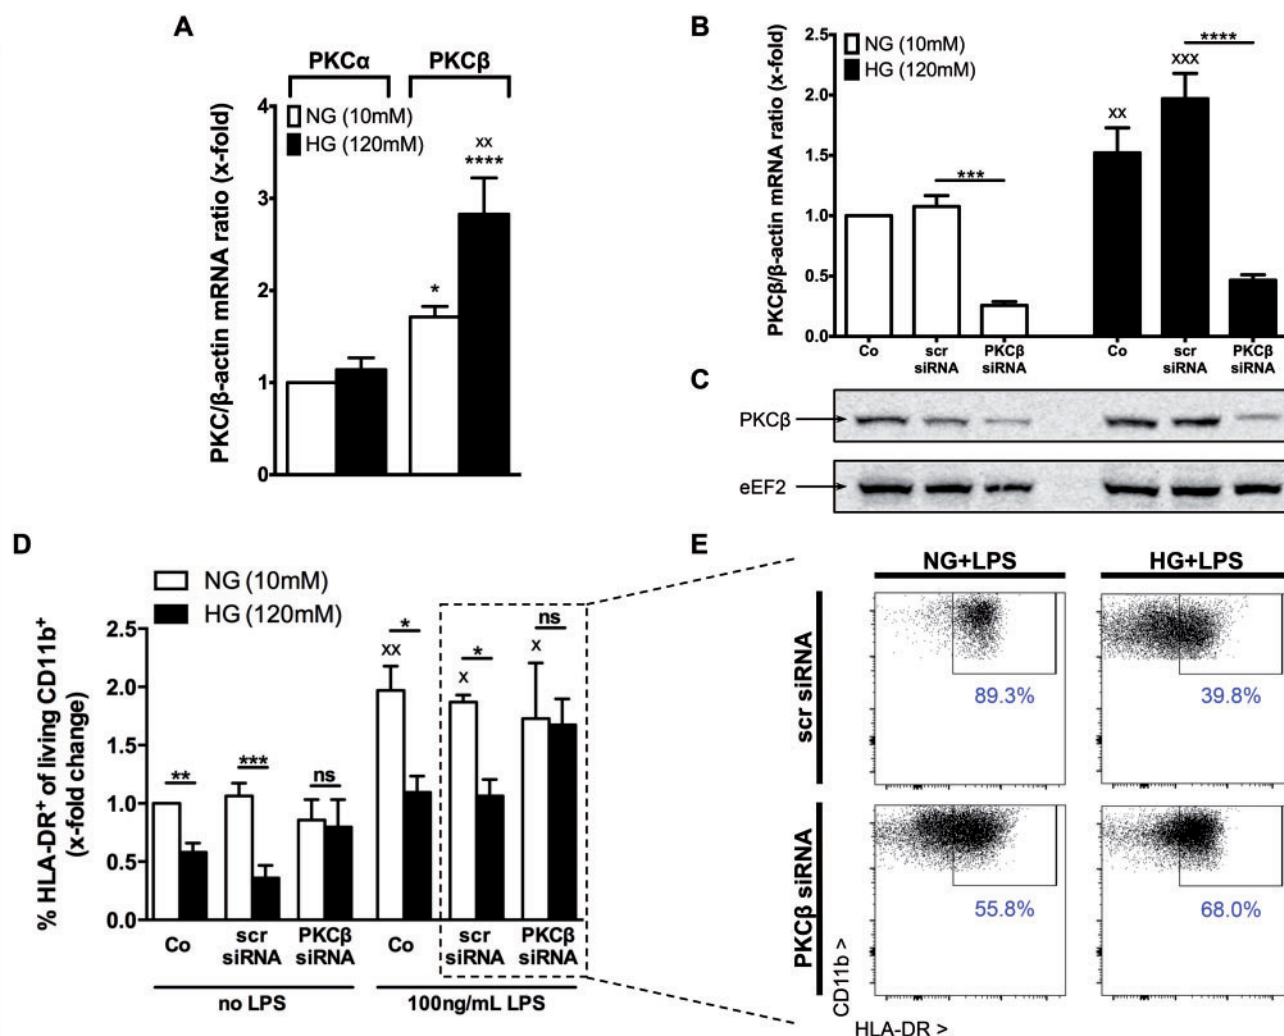 A
PKCα
PKCβ
NG (10mM)
HG (120mM)
PKC/β-actin mRNA ratio (x-fold)
4
3
2
1
0
*
xx
****
B
NG (10mM)
HG (120mM)
PKCβ/β-actin mRNA ratio (x-fold)
2.5
2.0
1.5
1.0
0.5
0.0
***
xx
xxx
****
Co
scr siRNA
PKCβ siRNA
Co
scr siRNA
PKCβ siRNA
C
PKCβ
eEF2
D
NG (10mM)
HG (120mM)
% HLA-DR+ of living CD11b+
(x-fold change)
2.5
2.0
1.5
1.0
0.5
0.0
**
***
ns
xx
*
x
*
x
ns
Co
scr siRNA
PKCβ siRNA
Co
scr siRNA
PKCβ siRNA
no LPS
100ng/mL LPS
E
NG+LPS
HG+LPS
scr siRNA
89.3%
39.8%
PKCβ siRNA
55.8%
68.0%
CD11b >
HLA-DR >